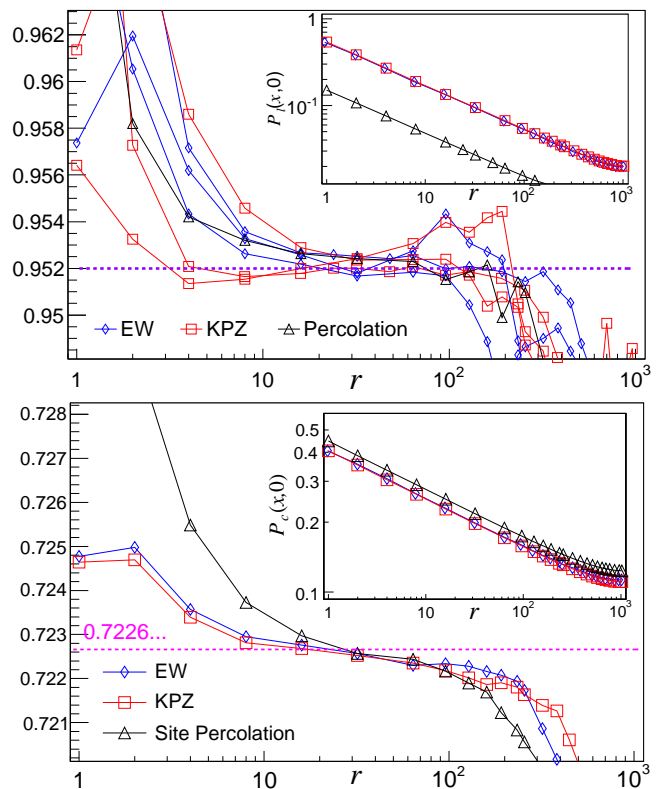 0.962
0.96
0.958
0.956
0.954
0.952
0.95
1 10 10² 10³
r
EW KPZ Percolation
1
10⁻¹
P_l(x,0)
1 10 10² 10³
r
0.728
0.727
0.726
0.725
0.724
0.723
0.722
0.721
0.7226...
EW
KPZ
Site Percolation
1 10 10² 10³
r
0.5
0.4
0.3
0.2
0.1
P_c(x,0)
1 10 10² 10³
r